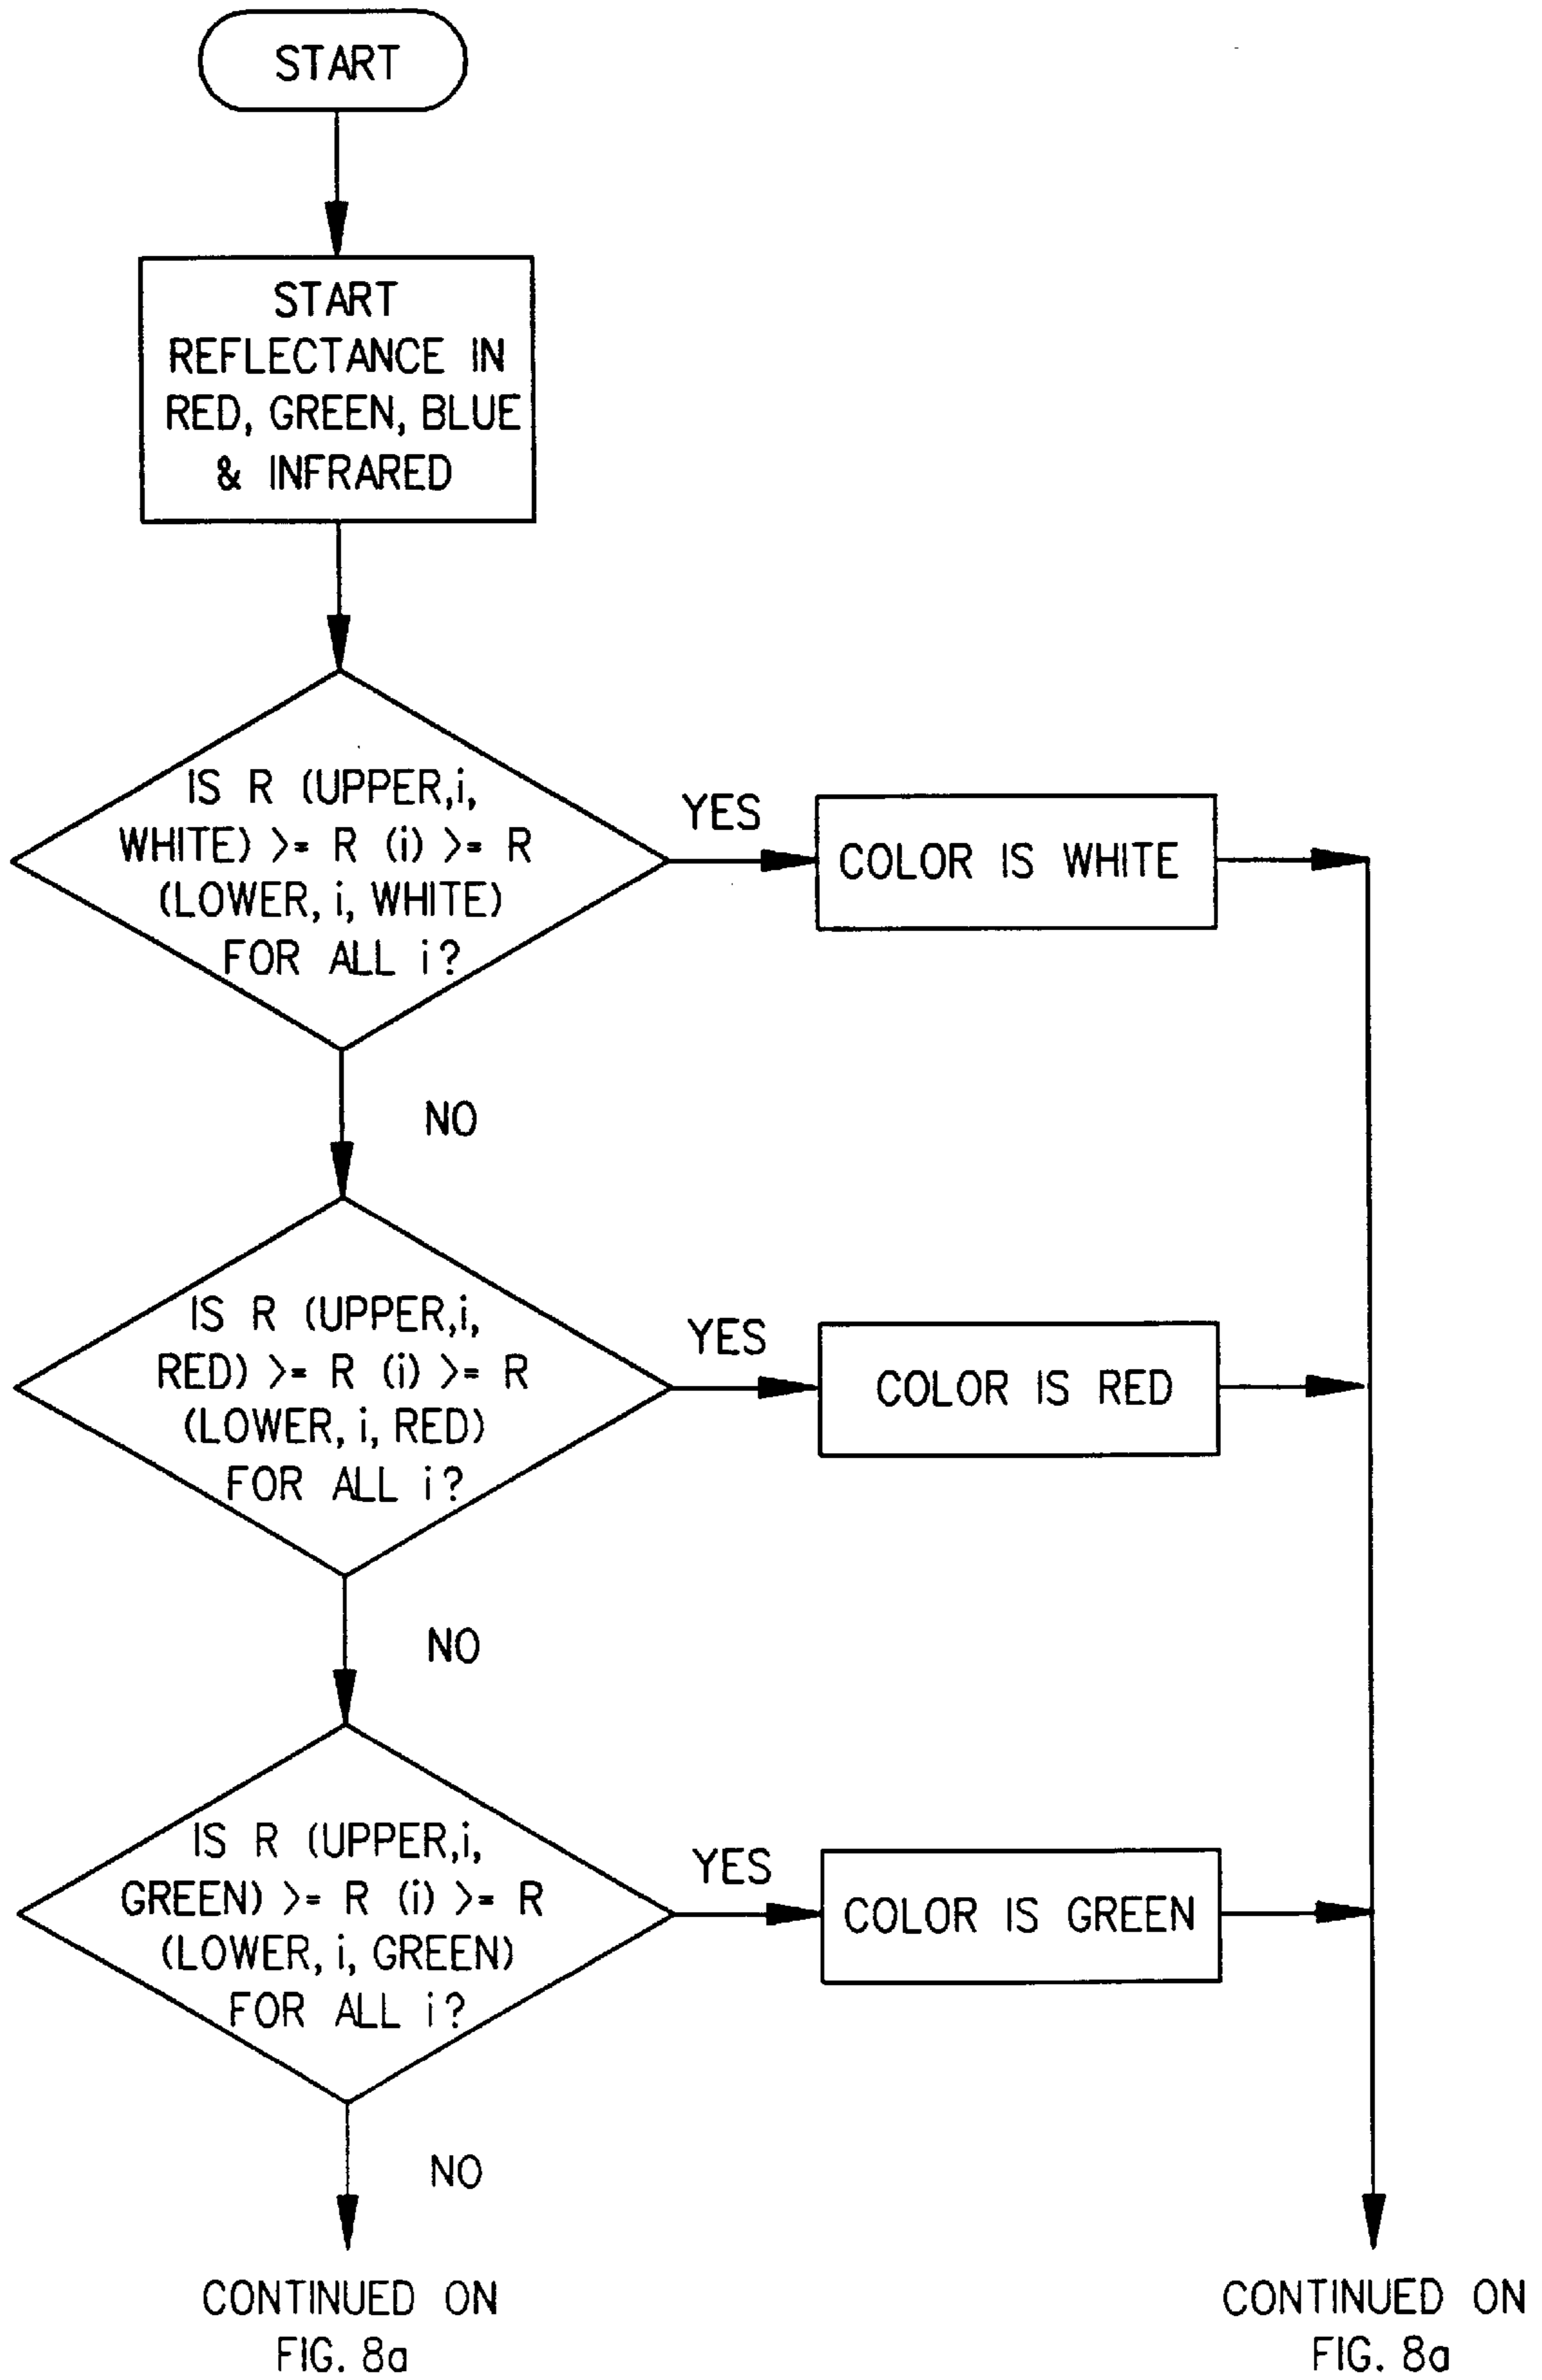 START
START
REFLECTANCE IN
RED, GREEN, BLUE
& INFRARED
IS R (UPPER,i,
WHITE) >= R (i) >= R
(LOWER, i, WHITE)
FOR ALL i?
YES
COLOR IS WHITE
NO
IS R (UPPER,i,
RED) >= R (i) >= R
(LOWER, i, RED)
FOR ALL i?
YES
COLOR IS RED
NO
IS R (UPPER,i,
GREEN) >= R (i) >= R
(LOWER, i, GREEN)
FOR ALL i?
YES
COLOR IS GREEN
NO
CONTINUED ON
FIG. 8a
CONTINUED ON
FIG. 8a